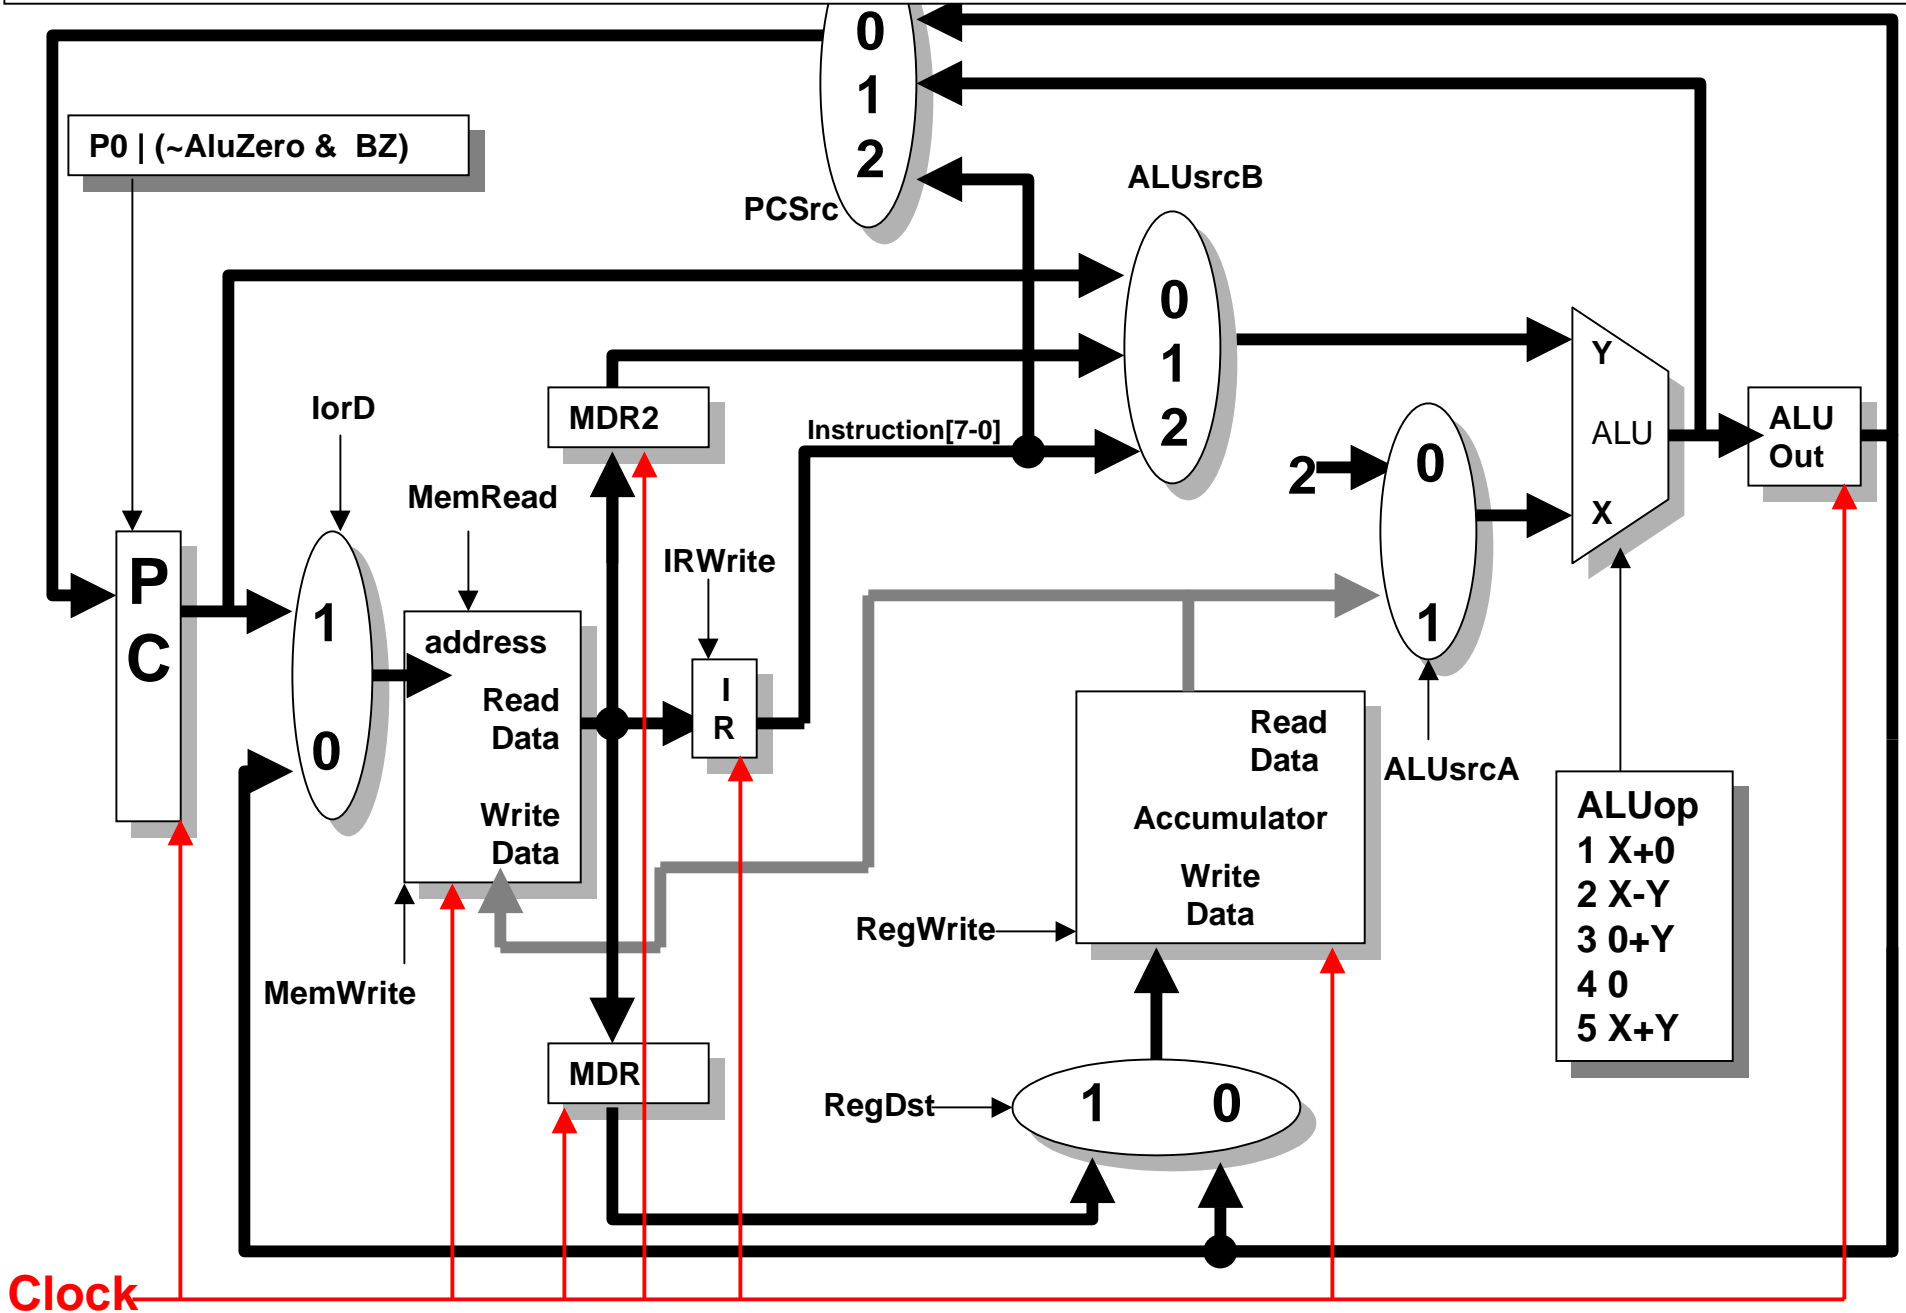 0
1
2
P0 | (~AluZero &  BZ)
PCSrc
ALUsrcB
0
1
2
IorD
MDR2
Instruction[7-0]
MemRead
IRWrite
2
0
1
Y
ALU
X
ALU
Out
P
C
1
0
address
Read
Data
Write
Data
I
R
ALUsrcA
Read
Data
Accumulator
Write
Data
RegWrite
MemWrite
ALUop
1 X+0
2 X-Y
3 0+Y
4 0
5 X+Y
MDR
RegDst
1 0
Clock